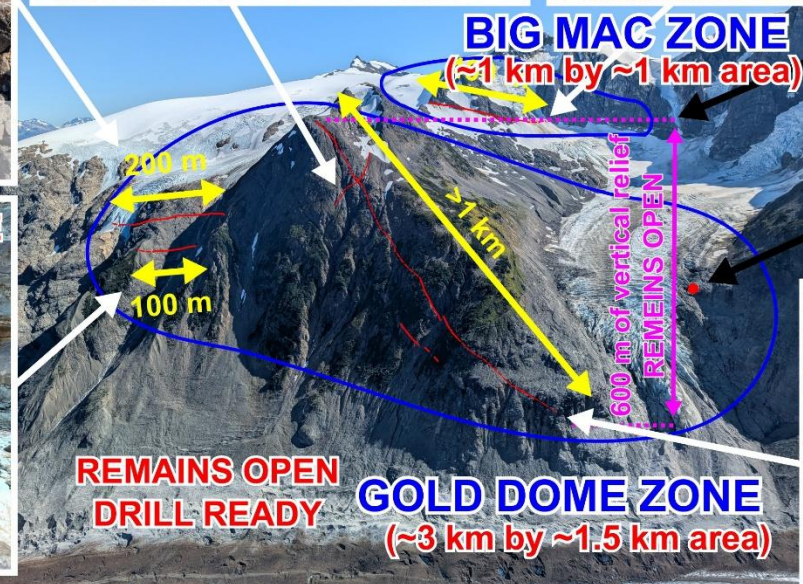 BIG MAC ZONE
(~1 km by ~1 km area)
200 m
>1 km
600 m of vertical relief
REMEINS OPEN
100 m
REMAINS OPEN
DRILL READY
GOLD DOME ZONE
(~3 km by ~1.5 km area)